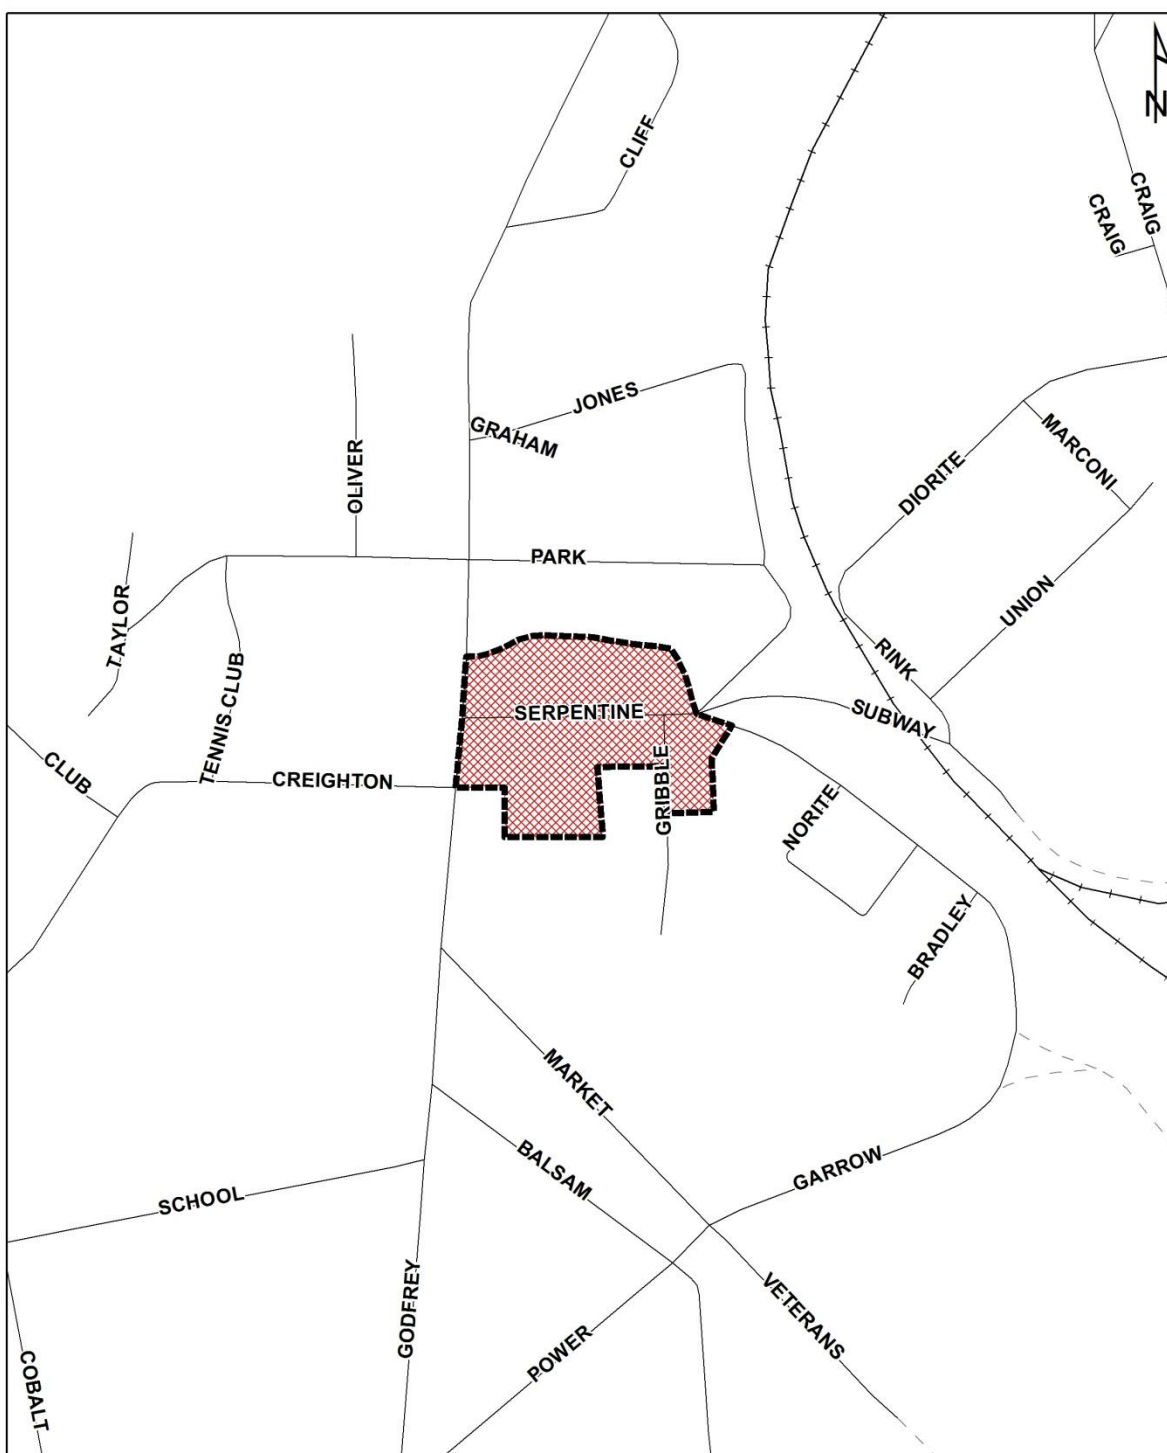 N
CLIFF
CRAIG
CRAIG
JONES
GRAHAM
OLIVER
MARCONI
DIORITE
PARK
UNION
TAYLOR
RINK
TENNIS CLUB
SERPENTINE
SUBWAY
CLUB
CREIGHTON
GRIBBLE
NORITE
BRADLEY
MARKET
BALSAM
GARROW
SCHOOL
GODFREY
VETERANS
POWER
COBALT